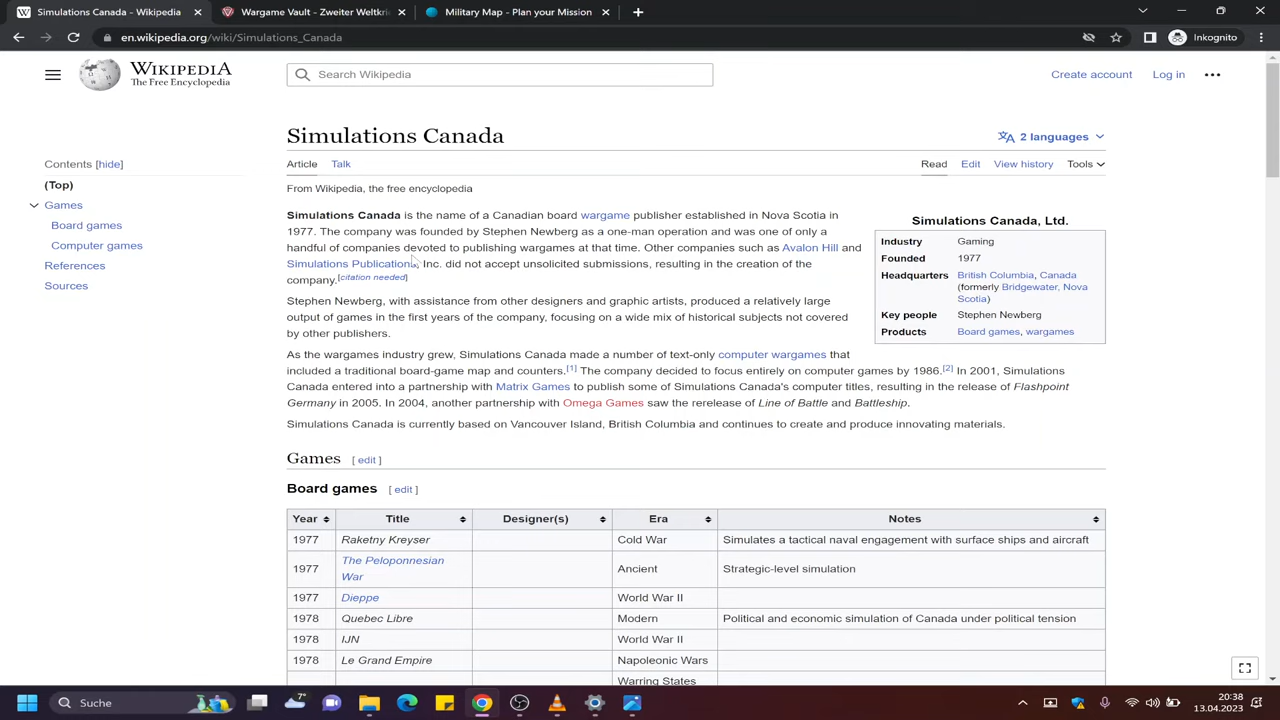 Simulations Canada - Wikipedia
Wargame Vault - Zweiter Weltkrie
Military Map - Plan your Mission
en.wikipedia.org/wiki/Simulations_Canada
Inkognito
WIKIPEDIA
The Free Encyclopedia
Search Wikipedia
Create account
Log in
Simulations Canada
2 languages
Contents [hide]
(Top)
Games
Board games
Computer games
References
Sources
Article
Talk
Read
Edit
View history
Tools
From Wikipedia, the free encyclopedia
Simulations Canada is the name of a Canadian board wargame publisher established in Nova Scotia in
1977. The company was founded by Stephen Newberg as a one-man operation and was one of only a
handful of companies devoted to publishing wargames at that time. Other companies such as Avalon Hill and
Simulations Publications, Inc. did not accept unsolicited submissions, resulting in the creation of the
company.[citation needed]
Stephen Newberg, with assistance from other designers and graphic artists, produced a relatively large
output of games in the first years of the company, focusing on a wide mix of historical subjects not covered
by other publishers.
As the wargames industry grew, Simulations Canada made a number of text-only computer wargames that
included a traditional board-game map and counters.[1] The company decided to focus entirely on computer games by 1986.[2] In 2001, Simulations
Canada entered into a partnership with Matrix Games to publish some of Simulations Canada's computer titles, resulting in the release of Flashpoint
Germany in 2005. In 2004, another partnership with Omega Games saw the rerelease of Line of Battle and Battleship.
Simulations Canada is currently based on Vancouver Island, British Columbia and continues to create and produce innovating materials.
Simulations Canada, Ltd.
Industry Gaming
Founded 1977
Headquarters British Columbia, Canada
(formerly Bridgewater, Nova
Scotia)
Key people Stephen Newberg
Products Board games, wargames
Games [ edit ]
Board games [ edit ]
Year Title Designer(s) Era Notes
1977 Raketny Kreyser Cold War Simulates a tactical naval engagement with surface ships and aircraft
1977 The Peloponnesian War Ancient Strategic-level simulation
1977 Dieppe World War II
1978 Quebec Libre Modern Political and economic simulation of Canada under political tension
1978 IJN World War II
1978 Le Grand Empire Napoleonic Wars
Warring States
Suche
7°
20:38
13.04.2023